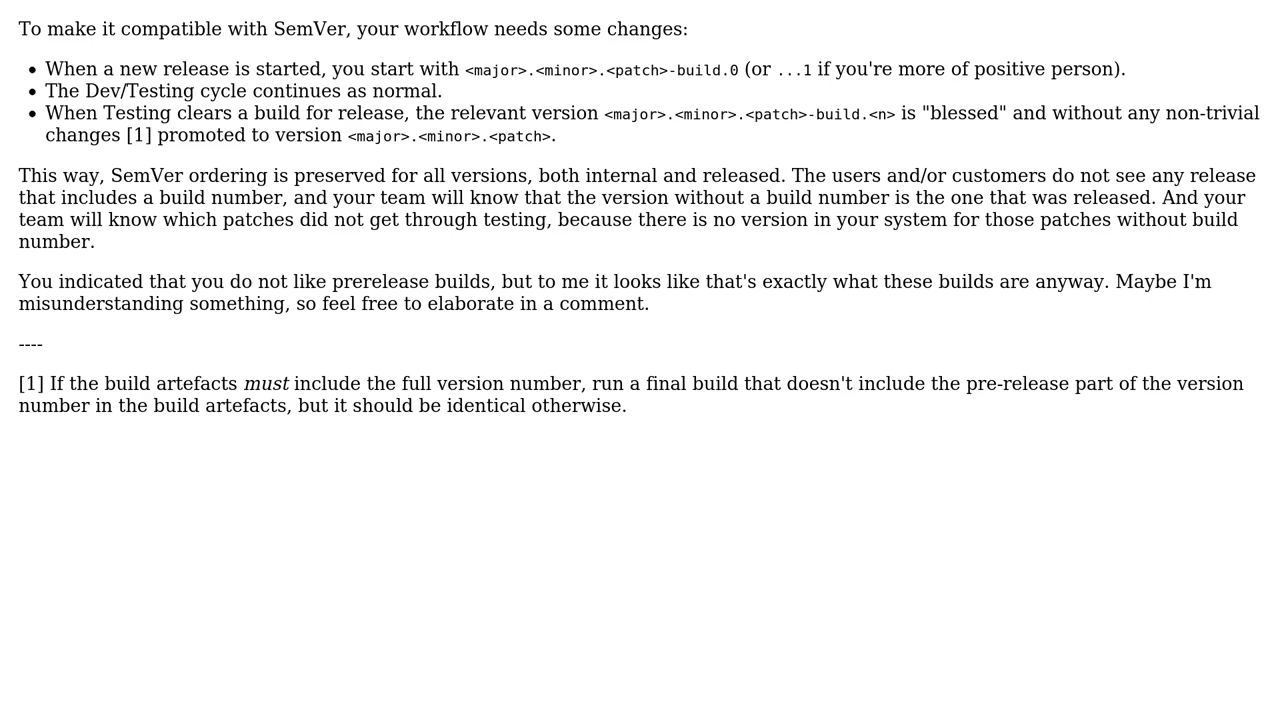 To make it compatible with SemVer, your workflow needs some changes:
• When a new release is started, you start with <major>.<minor>.<patch>-build.0 (or ...1 if you're more of positive person).
• The Dev/Testing cycle continues as normal.
• When Testing clears a build for release, the relevant version <major>.<minor>.<patch>-build.<n> is "blessed" and without any non-trivial
changes [1] promoted to version <major>.<minor>.<patch>.
This way, SemVer ordering is preserved for all versions, both internal and released. The users and/or customers do not see any release
that includes a build number, and your team will know that the version without a build number is the one that was released. And your
team will know which patches did not get through testing, because there is no version in your system for those patches without build
number.
You indicated that you do not like prerelease builds, but to me it looks like that's exactly what these builds are anyway. Maybe I'm
misunderstanding something, so feel free to elaborate in a comment.
----
[1] If the build artefacts must include the full version number, run a final build that doesn't include the pre-release part of the version
number in the build artefacts, but it should be identical otherwise.